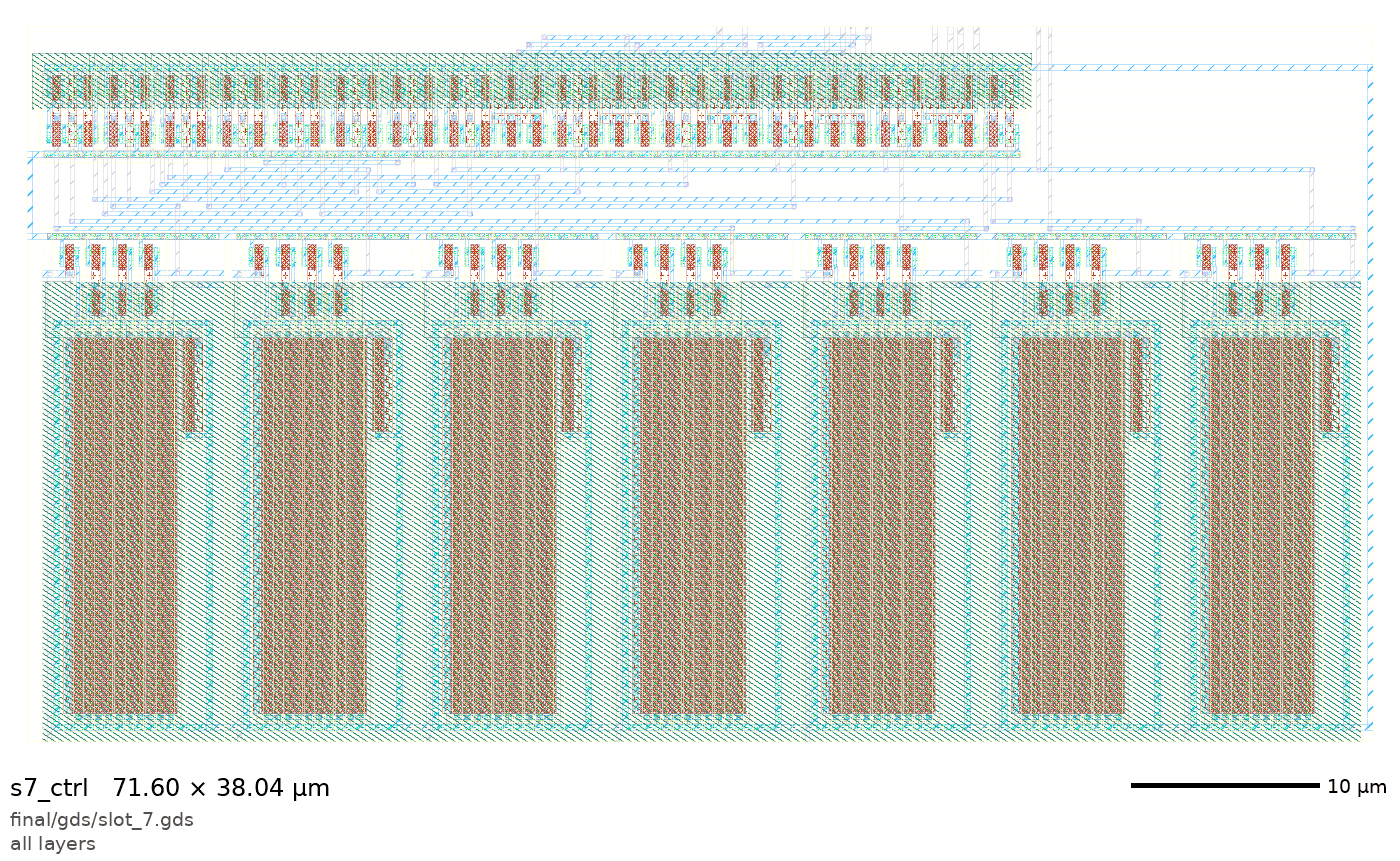 s7_ctrl 71.60 × 38.04 µm
10 µm
final/gds/slot_7.gds
all layers